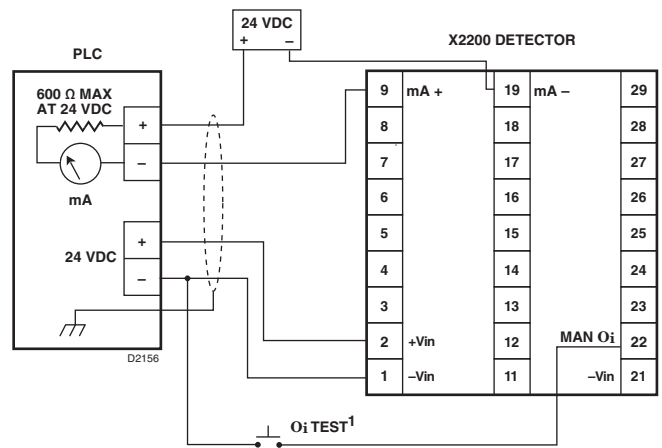 24 VDC
+ –
PLC
X2200 DETECTOR
600 Ω MAX
AT 24 VDC
+
–
mA
24 VDC
+
–
D2156
9 mA + 19 mA – 29
8 18 28
7 17 27
6 16 26
5 15 25
4 14 24
3 13 23
2 +Vin 12 MAN Oi 22
1 –Vin 11 –Vin 21
Oi TEST1